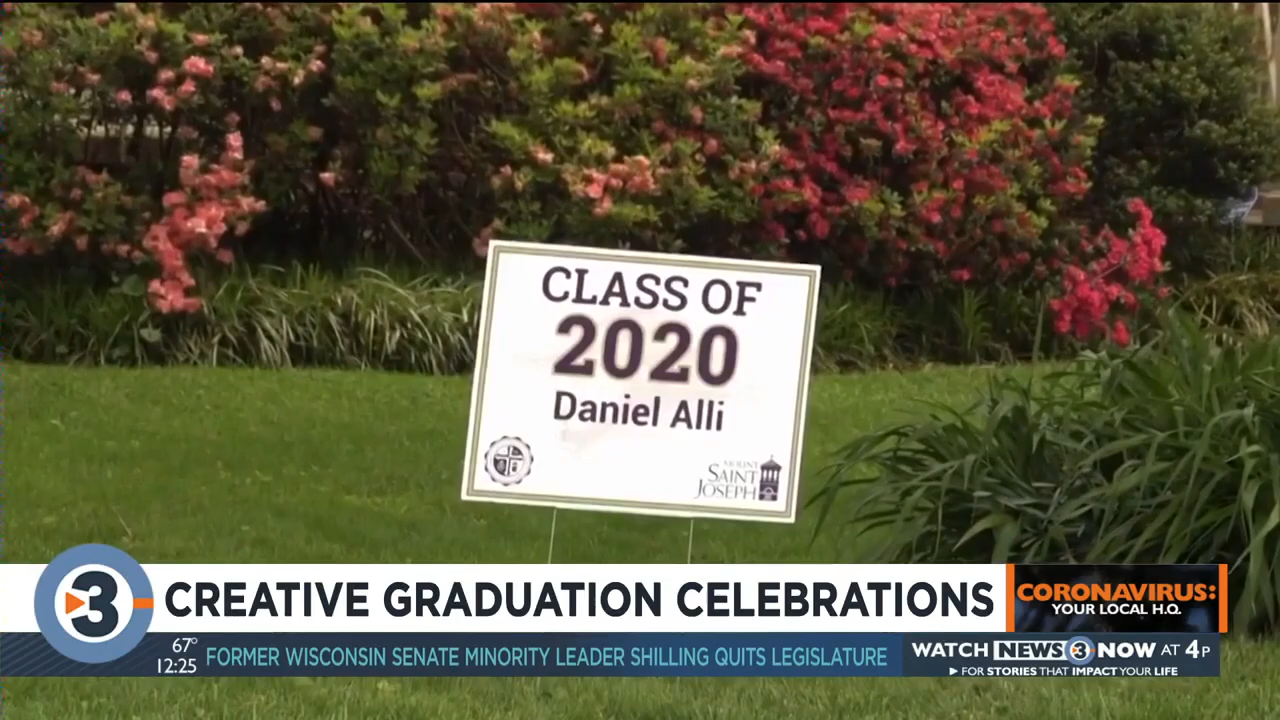 CLASS OF
2020
Daniel Alli
MOUNT
SAINT
JOSEPH
3
CREATIVE GRADUATION CELEBRATIONS
CORONAVIRUS:
YOUR LOCAL H.Q.
67°
12:25
FORMER WISCONSIN SENATE MINORITY LEADER SHILLING QUITS LEGISLATURE
WATCH NEWS 3 NOW AT 4P
▶ FOR STORIES THAT IMPACT YOUR LIFE